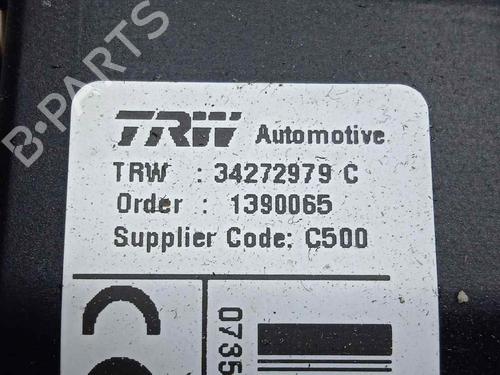 TRW Automotive
TRW : 34272979 C
Order : 1390065
Supplier Code: C500
0735
B-PARTS